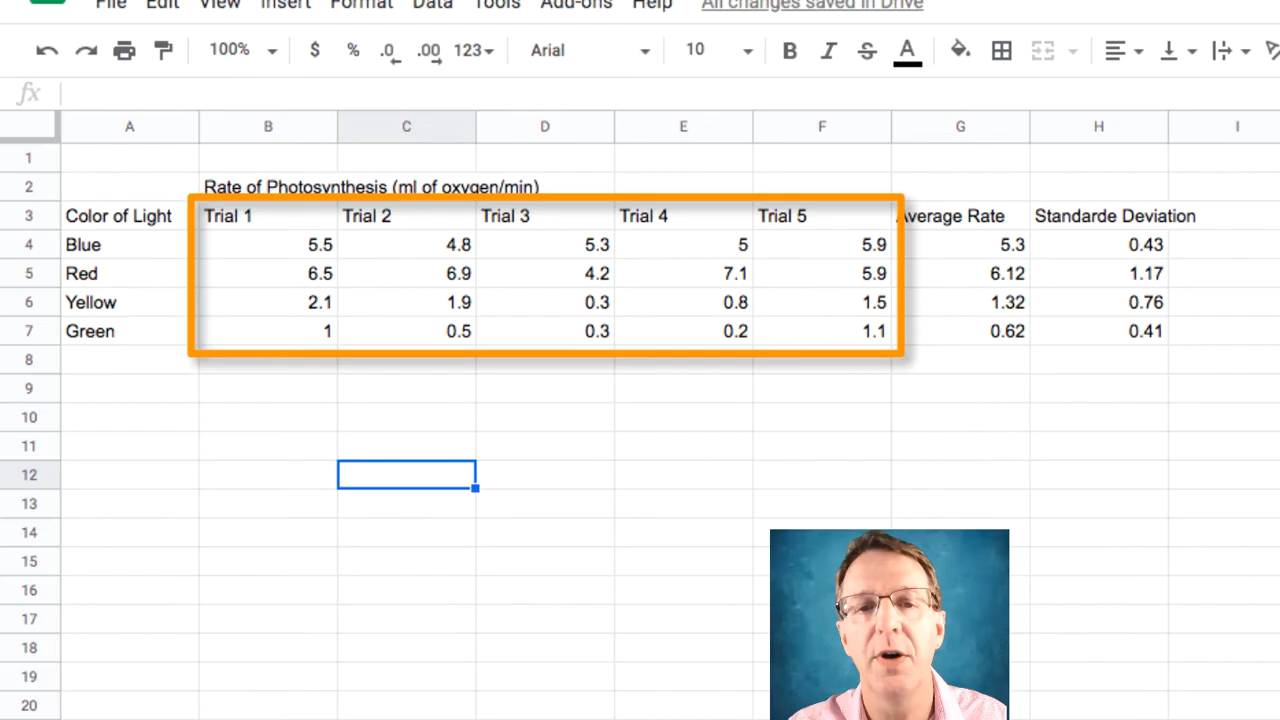 File Edit View Insert Format Data Tools Add-ons Help All changes saved in Drive
100% $ % .0 .00 123 Arial 10 B I S A
fx
A B C D E F G H I
1
2 Rate of Photosynthesis (ml of oxygen/min)
3 Color of Light Trial 1 Trial 2 Trial 3 Trial 4 Trial 5 Average Rate Standarde Deviation
4 Blue 5.5 4.8 5.3 5 5.9 5.3 0.43
5 Red 6.5 6.9 4.2 7.1 5.9 6.12 1.17
6 Yellow 2.1 1.9 0.3 0.8 1.5 1.32 0.76
7 Green 1 0.5 0.3 0.2 1.1 0.62 0.41
8
9
10
11
12
13
14
15
16
17
18
19
20